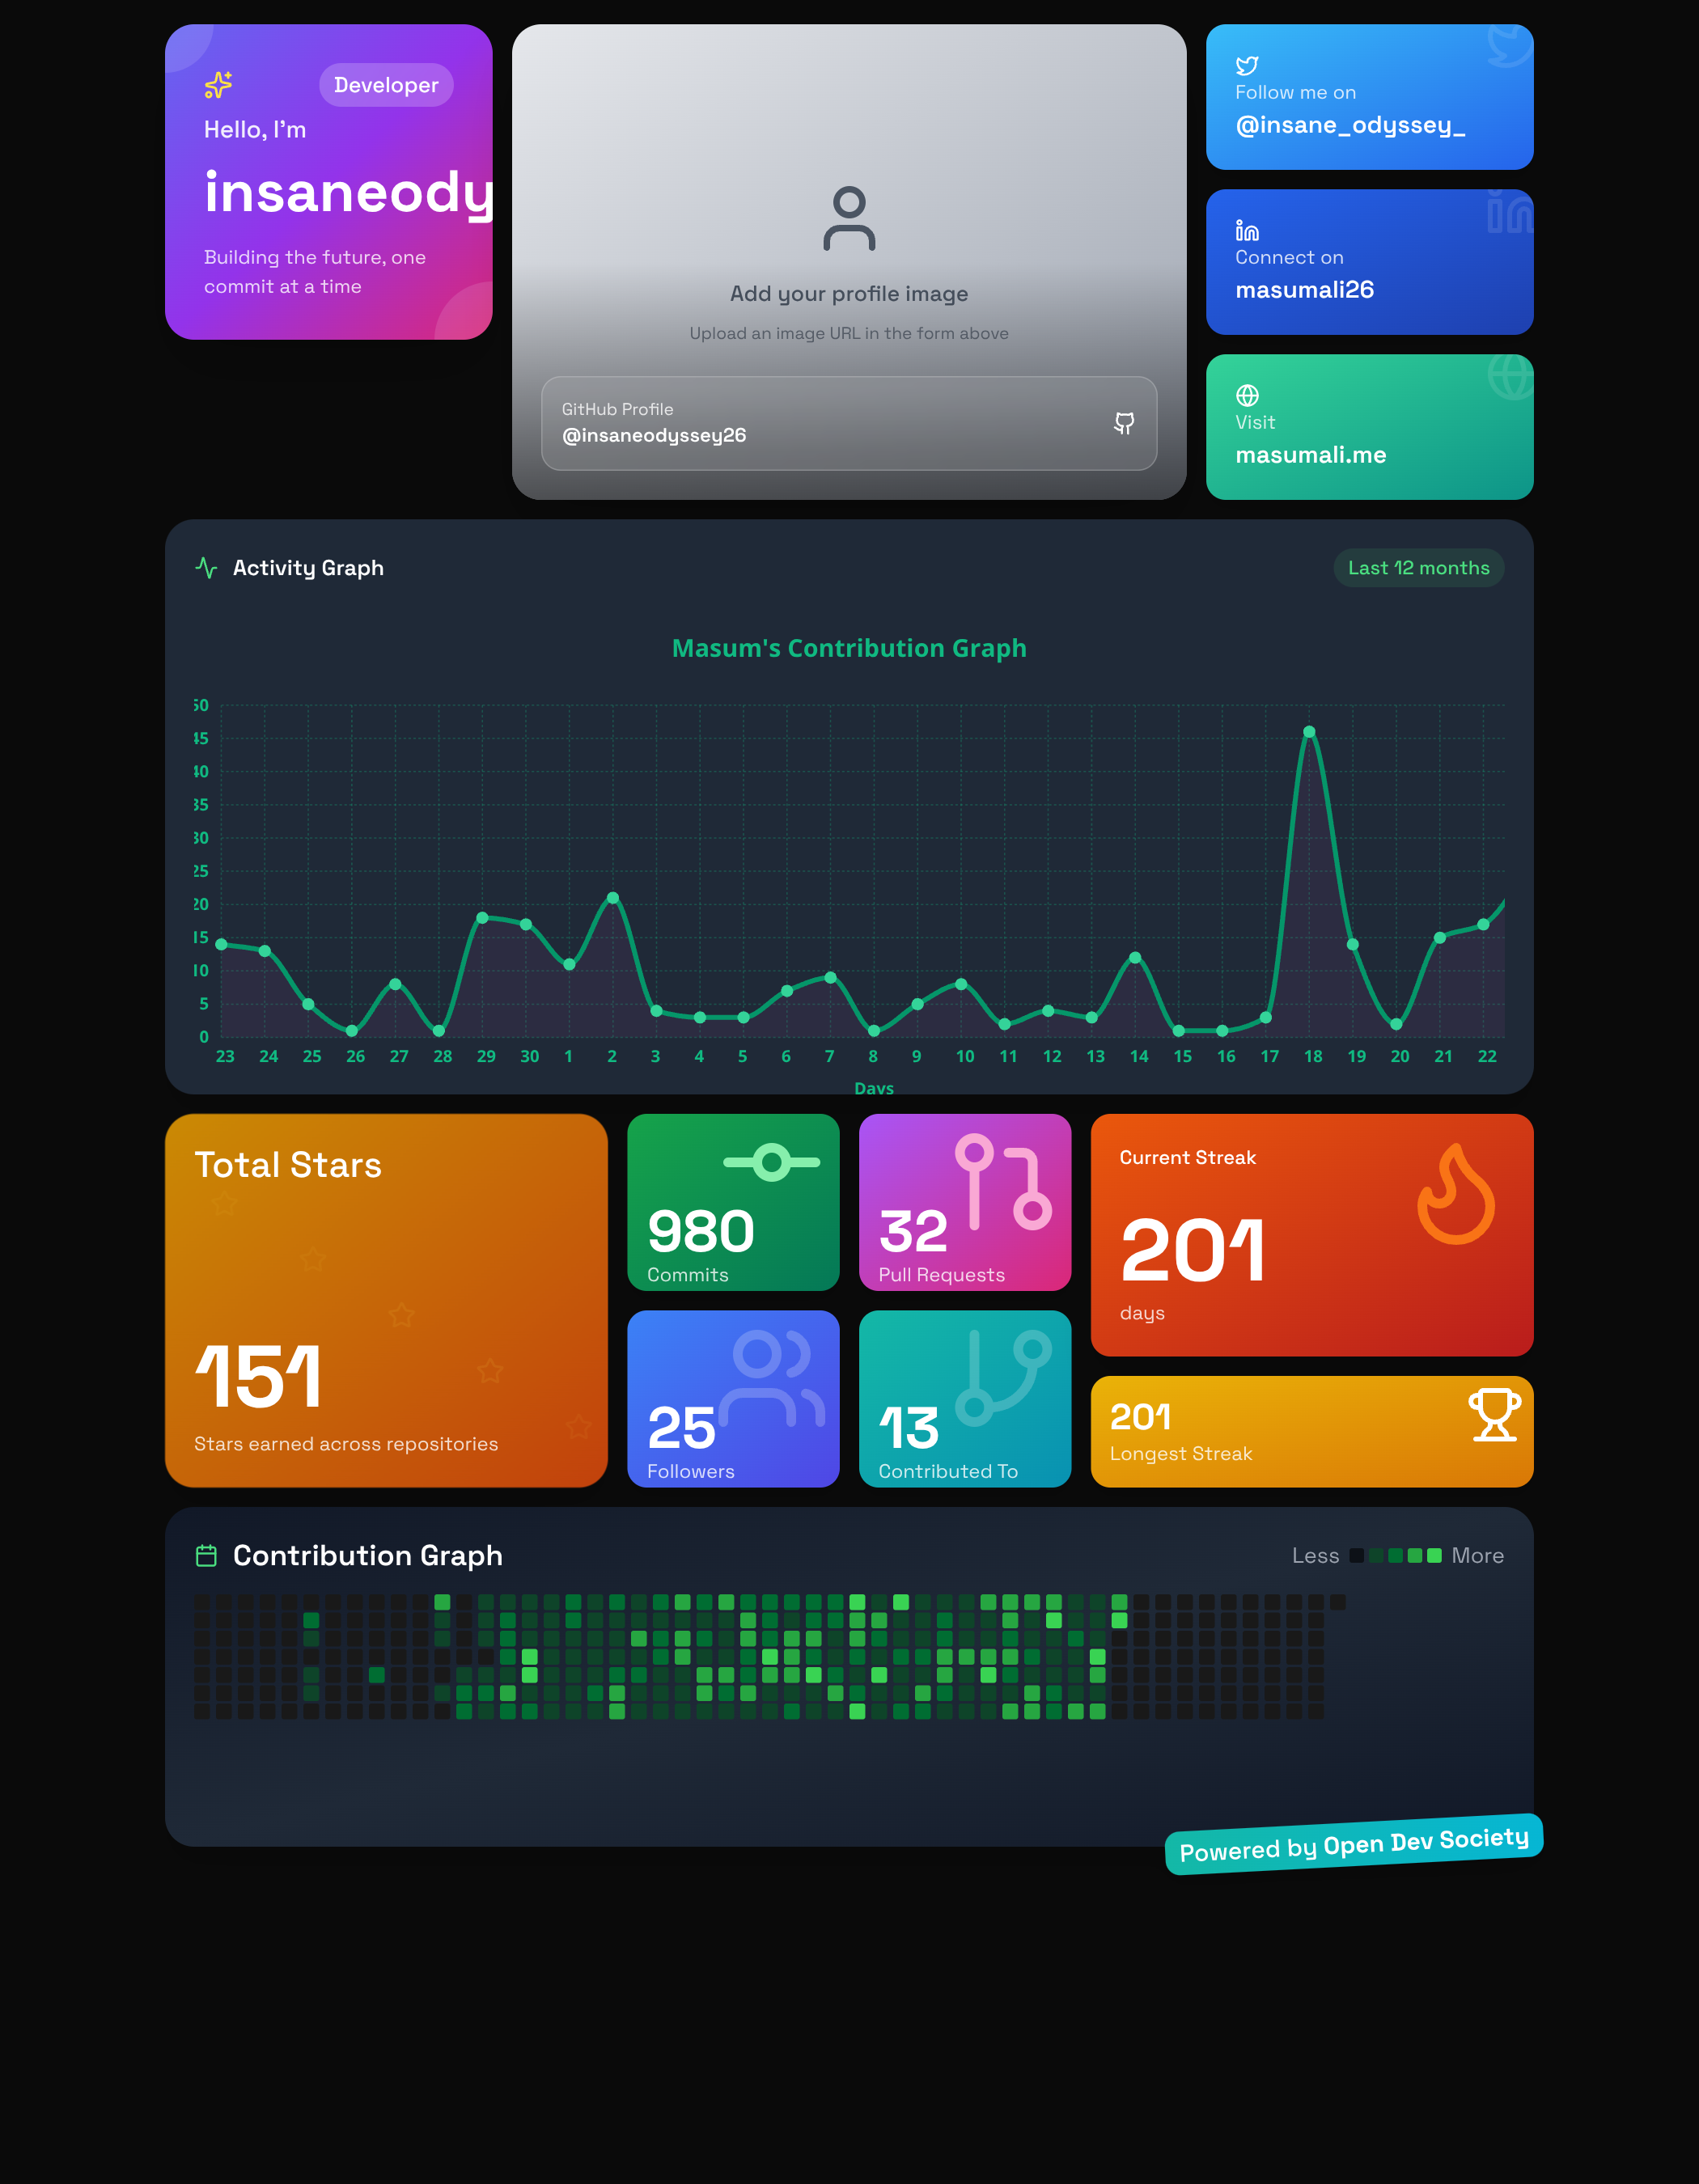 Developer
Hello, I'm
insaneody
Building the future, one
commit at a time
Add your profile image
Upload an image URL in the form above
GitHub Profile
@insaneodyssey26
Follow me on
@insane_odyssey_
Connect on
masumali26
Visit
masumali.me
Activity Graph
Last 12 months
Masum's Contribution Graph
50
45
40
35
30
25
20
15
10
5
0
23 24 25 26 27 28 29 30 1 2 3 4 5 6 7 8 9 10 11 12 13 14 15 16 17 18 19 20 21 22
Days
Total Stars
151
Stars earned across repositories
980
Commits
32
Pull Requests
25
Followers
13
Contributed To
Current Streak
201
days
201
Longest Streak
Contribution Graph
Less More
Powered by Open Dev Society